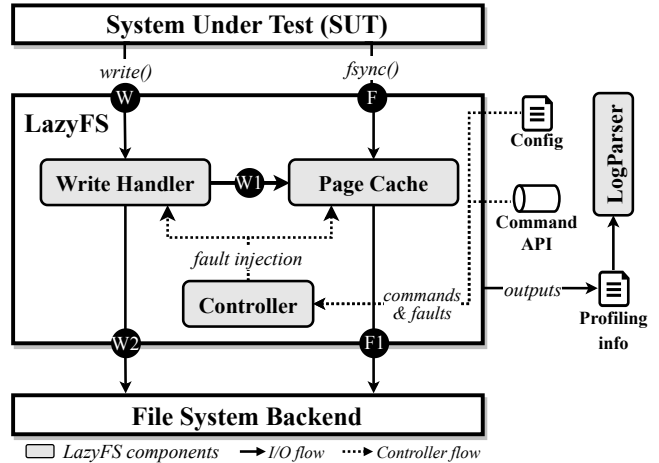 System Under Test (SUT)
write()
fsync()
W
F
LazyFS
Config
LogParser
Write Handler
W1
Page Cache
Command
API
fault injection
Controller
commands
& faults
outputs
Profiling
info
W2
F1
File System Backend
LazyFS components
I/O flow
Controller flow